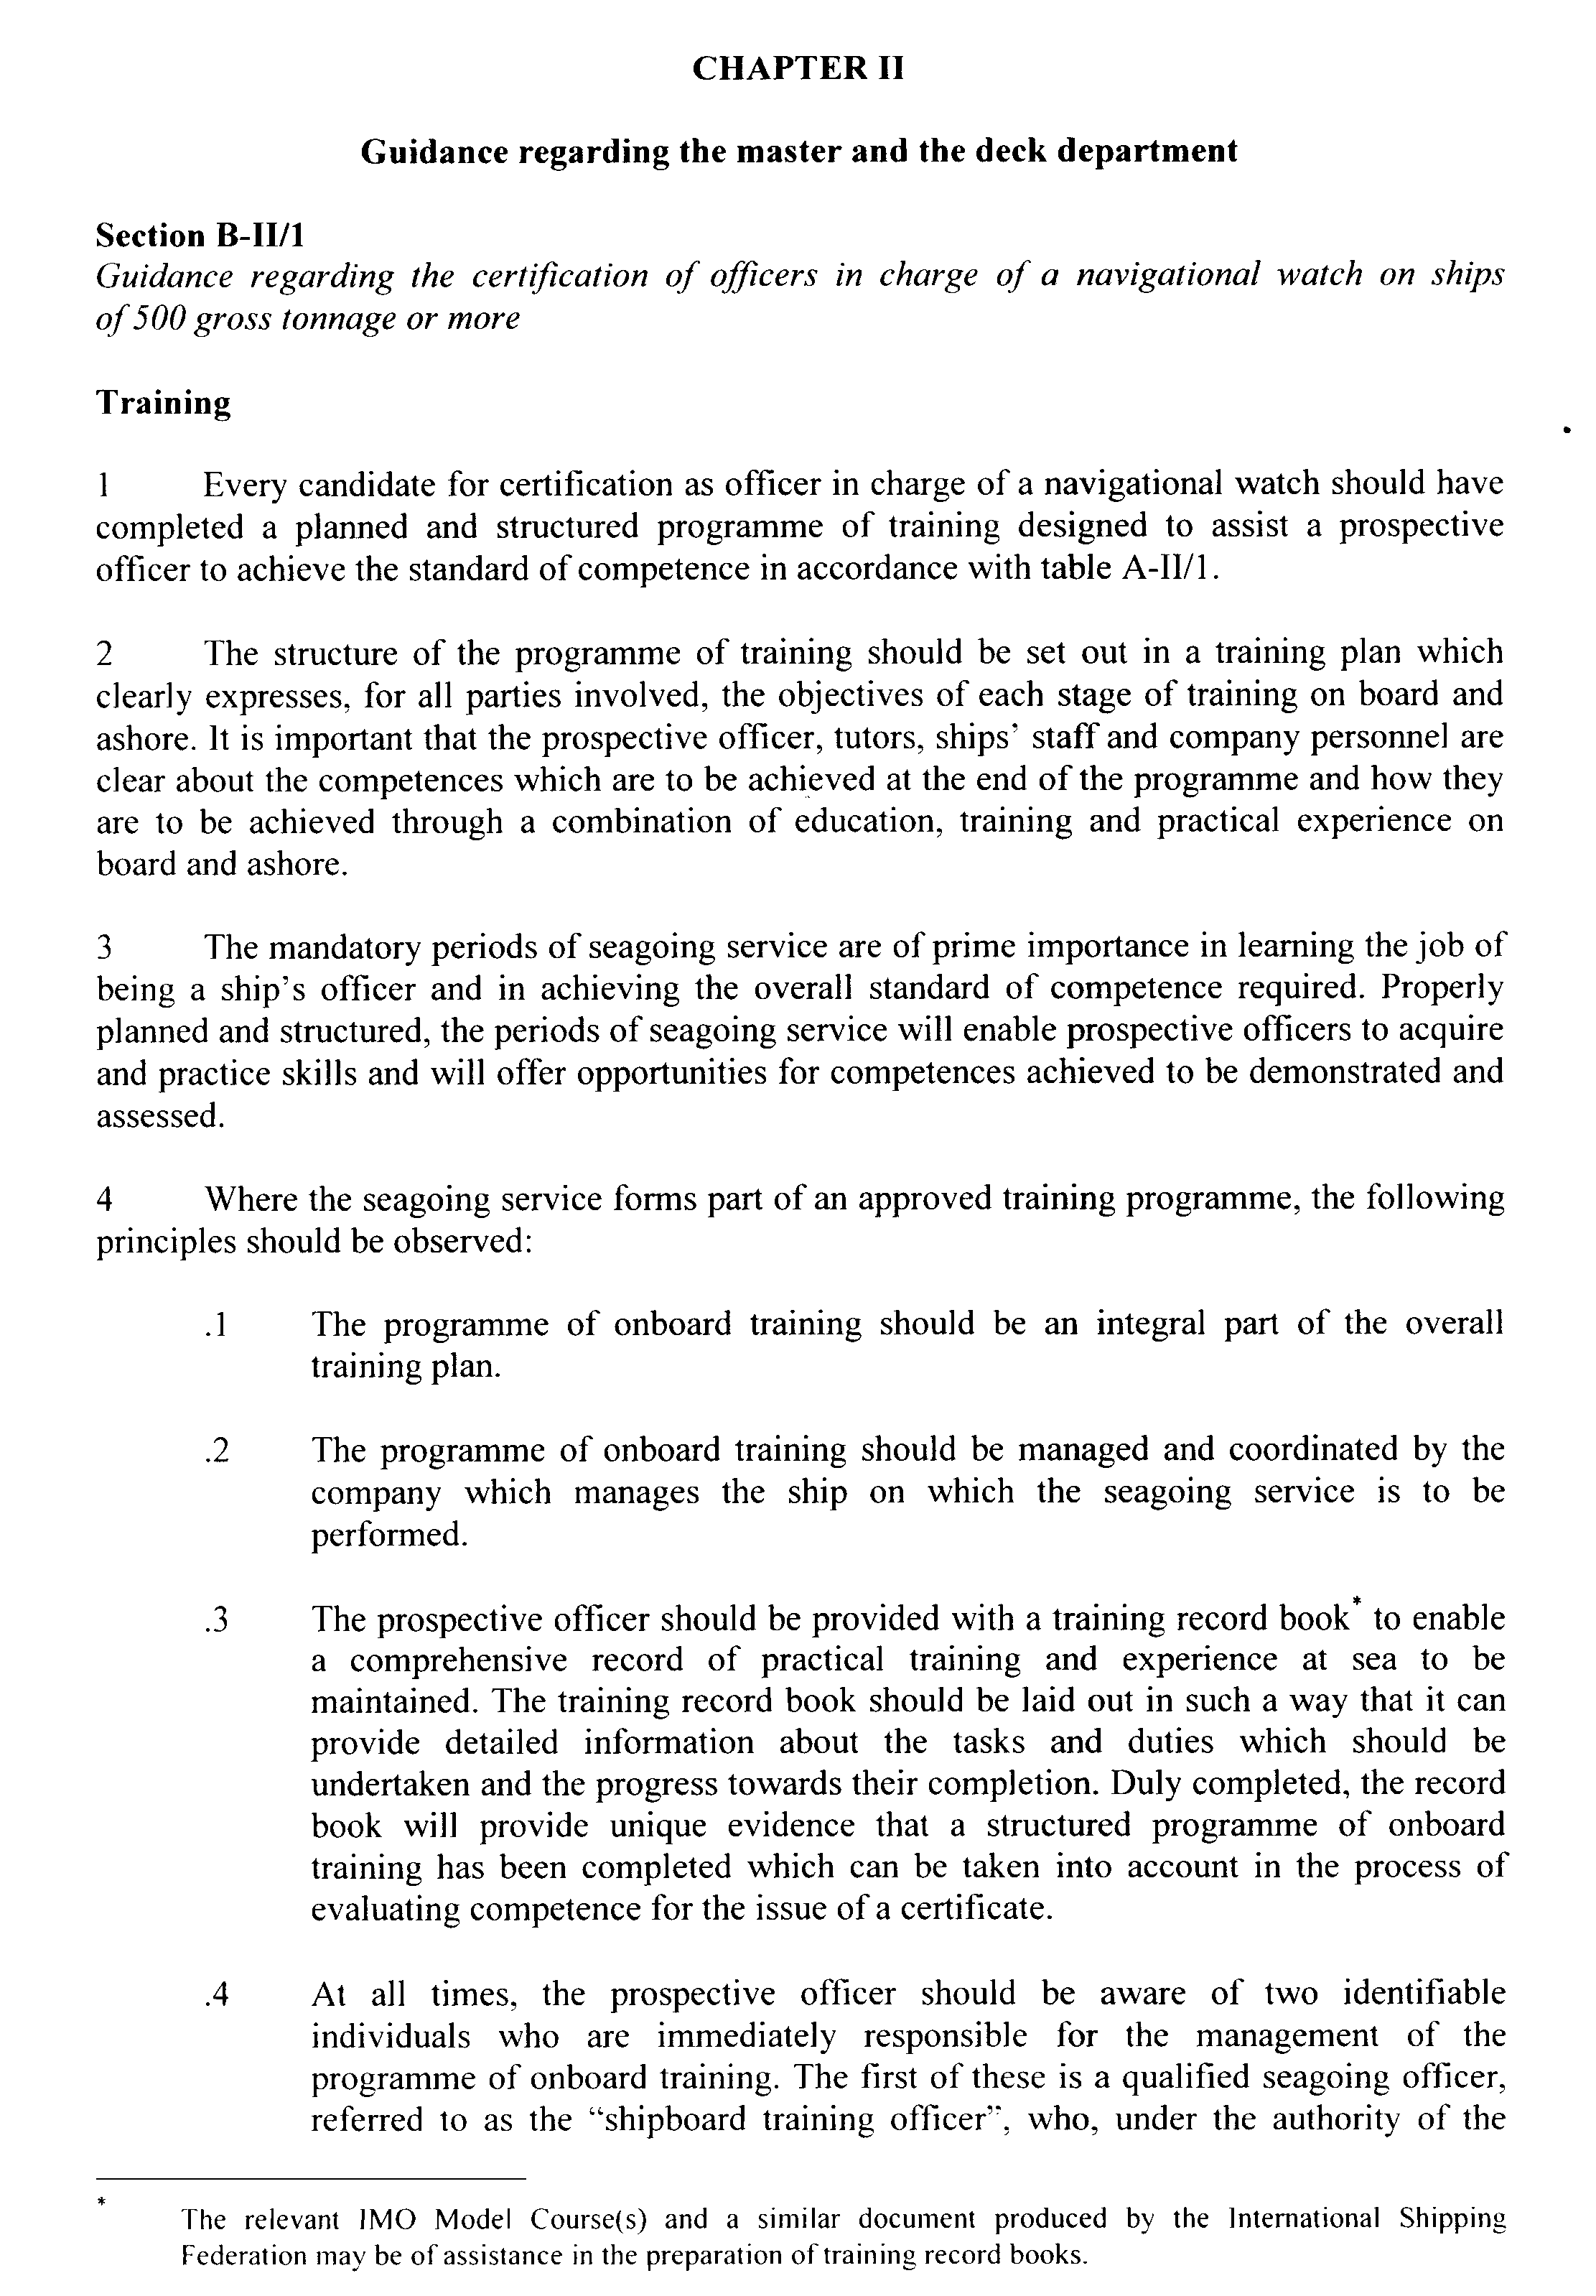 CHAPTER II
Guidance regarding the master and the deck department
Section B-II/1
Guidance regarding the certification of officers in charge of a navigational watch on ships
of 500 gross tonnage or more
Training
1 Every candidate for certification as officer in charge of a navigational watch should have
completed a planned and structured programme of training designed to assist a prospective
officer to achieve the standard of competence in accordance with table A-II/1.
2 The structure of the programme of training should be set out in a training plan which
clearly expresses, for all parties involved, the objectives of each stage of training on board and
ashore. It is important that the prospective officer, tutors, ships' staff and company personnel are
clear about the competences which are to be achieved at the end of the programme and how they
are to be achieved through a combination of education, training and practical experience on
board and ashore.
3 The mandatory periods of seagoing service are of prime importance in learning the job of
being a ship's officer and in achieving the overall standard of competence required. Properly
planned and structured, the periods of seagoing service will enable prospective officers to acquire
and practice skills and will offer opportunities for competences achieved to be demonstrated and
assessed.
4 Where the seagoing service forms part of an approved training programme, the following
principles should be observed:
.1 The programme of onboard training should be an integral part of the overall
training plan.
.2 The programme of onboard training should be managed and coordinated by the
company which manages the ship on which the seagoing service is to be
performed.
.3 The prospective officer should be provided with a training record book* to enable
a comprehensive record of practical training and experience at sea to be
maintained. The training record book should be laid out in such a way that it can
provide detailed information about the tasks and duties which should be
undertaken and the progress towards their completion. Duly completed, the record
book will provide unique evidence that a structured programme of onboard
training has been completed which can be taken into account in the process of
evaluating competence for the issue of a certificate.
.4 At all times, the prospective officer should be aware of two identifiable
individuals who are immediately responsible for the management of the
programme of onboard training. The first of these is a qualified seagoing officer,
referred to as the "shipboard training officer", who, under the authority of the
* The relevant IMO Model Course(s) and a similar document produced by the International Shipping
Federation may be of assistance in the preparation of training record books.